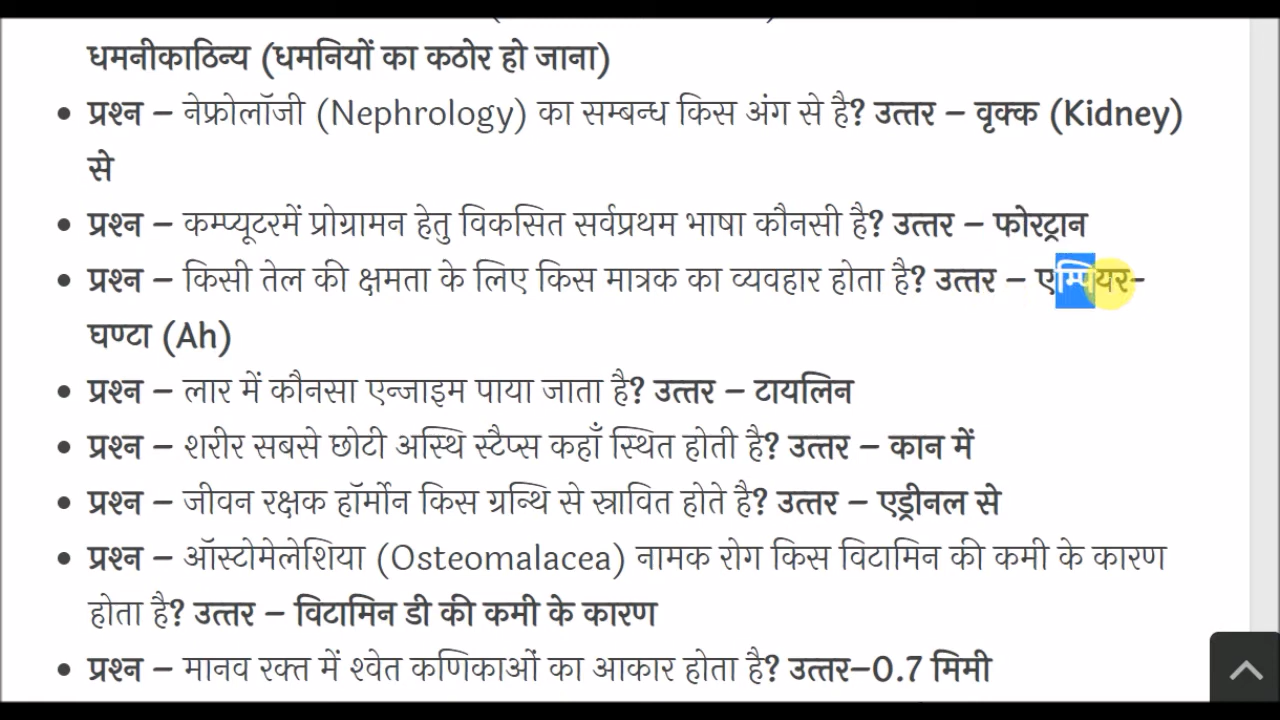 धमनीकाठिन्य (धमनियों का कठोर हो जाना)
• प्रश्न – नेफ्रोलॉजी (Nephrology) का सम्बन्ध किस अंग से है? उत्तर – वृक्क (Kidney)
से
• प्रश्न – कम्प्यूटरमें प्रोग्रामन हेतु विकसित सर्वप्रथम भाषा कौनसी है? उत्तर – फोरट्रान
• प्रश्न – किसी तेल की क्षमता के लिए किस मात्रक का व्यवहार होता है? उत्तर – एम्पियर-
घण्टा (Ah)
• प्रश्न – लार में कौनसा एन्जाइम पाया जाता है? उत्तर – टायलिन
• प्रश्न – शरीर सबसे छोटी अस्थि स्टैप्स कहाँ स्थित होती है? उत्तर – कान में
• प्रश्न – जीवन रक्षक हॉर्मोन किस ग्रन्थि से स्रावित होते है? उत्तर – एड्रीनल से
• प्रश्न – ऑस्टोमेलेशिया (Osteomalacea) नामक रोग किस विटामिन की कमी के कारण
होता है? उत्तर – विटामिन डी की कमी के कारण
• प्रश्न – मानव रक्त में श्वेत कणिकाओं का आकार होता है? उत्तर–0.7 मिमी